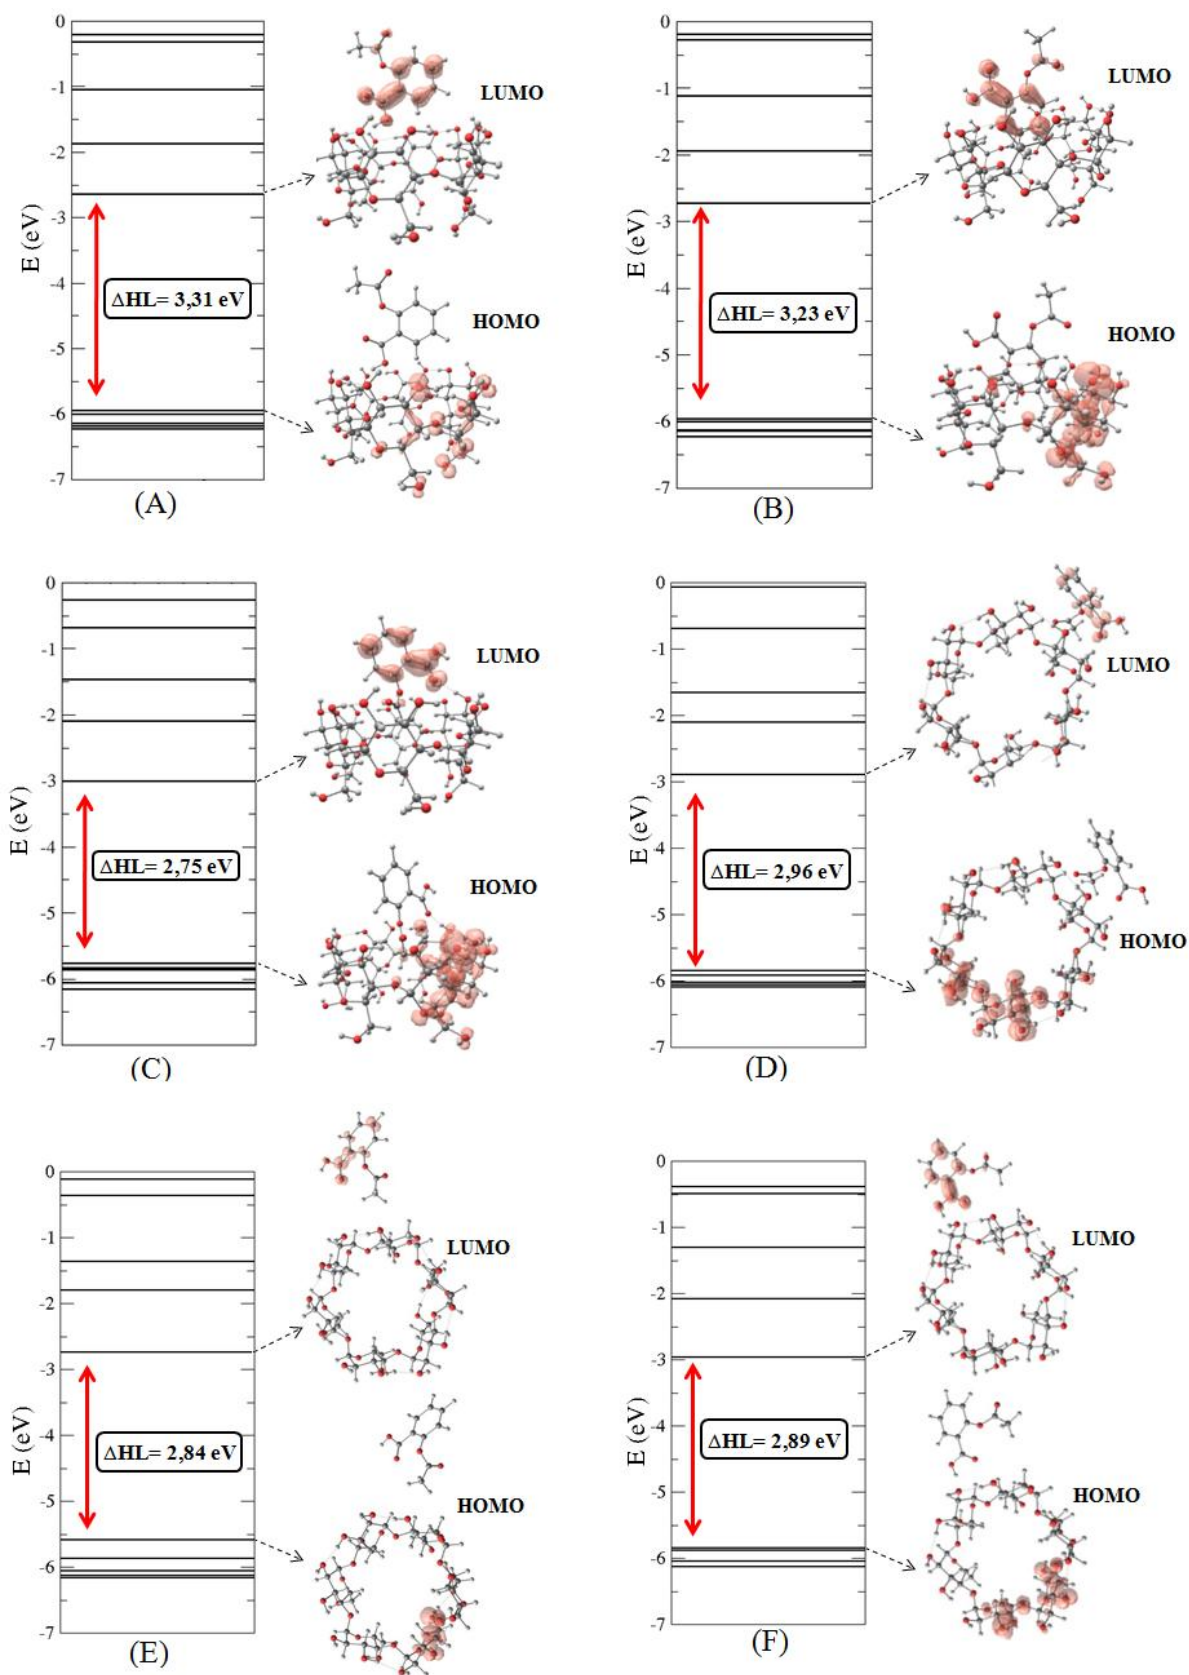 0
-1
-2
-3
-4
-5
-6
-7
E (eV)
ΔHL= 3,31 eV
LUMO
HOMO
(A)
0
-1
-2
-3
-4
-5
-6
-7
E (eV)
ΔHL= 3,23 eV
LUMO
HOMO
(B)
0
-1
-2
-3
-4
-5
-6
-7
E (eV)
ΔHL= 2,75 eV
LUMO
HOMO
(C)
0
-1
-2
-3
-4
-5
-6
-7
E (eV)
ΔHL= 2,96 eV
LUMO
HOMO
(D)
0
-1
-2
-3
-4
-5
-6
-7
E (eV)
ΔHL= 2,84 eV
LUMO
HOMO
(E)
0
-1
-2
-3
-4
-5
-6
-7
E (eV)
ΔHL= 2,89 eV
LUMO
HOMO
(F)